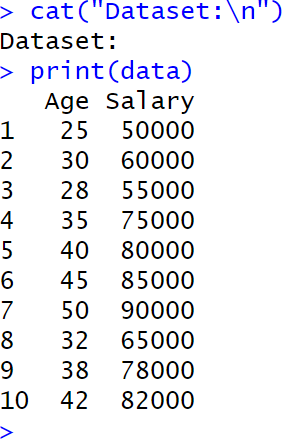 > cat("Dataset:\n")
Dataset:
> print(data)
   Age Salary
1   25  50000
2   30  60000
3   28  55000
4   35  75000
5   40  80000
6   45  85000
7   50  90000
8   32  65000
9   38  78000
10  42  82000
>